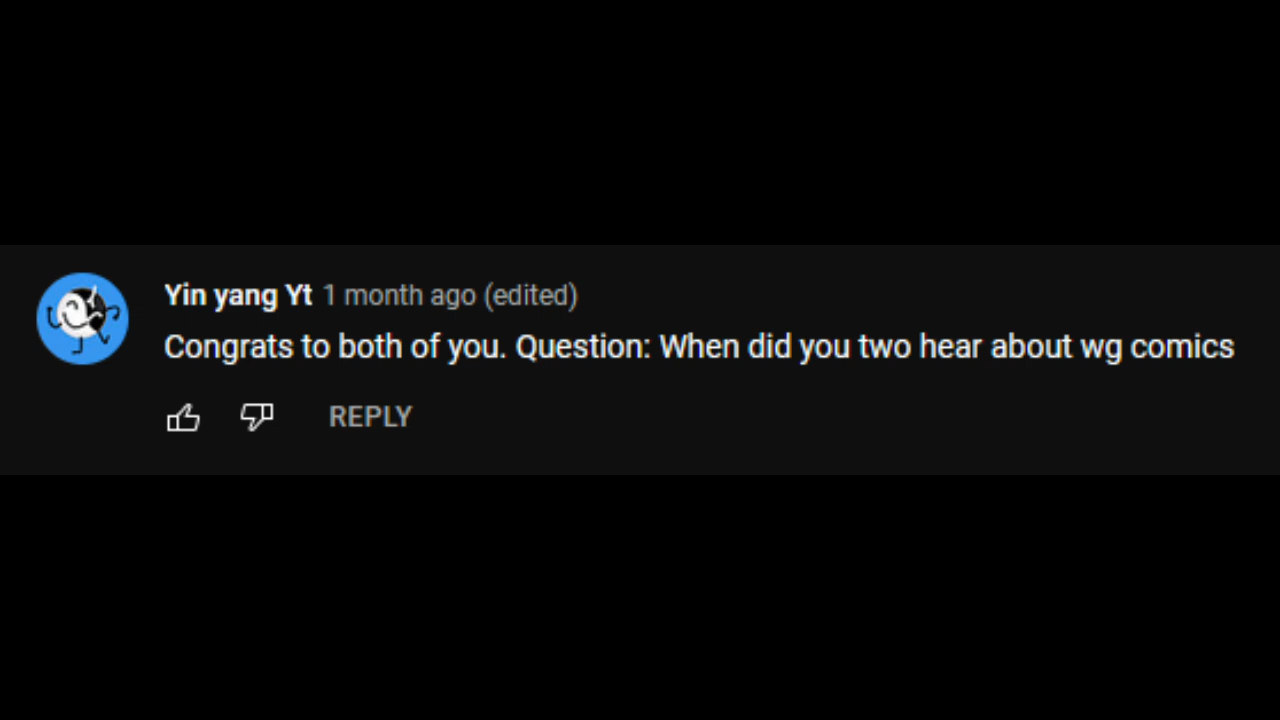 Yin yang Yt 1 month ago (edited)
Congrats to both of you. Question: When did you two hear about wg comics
REPLY